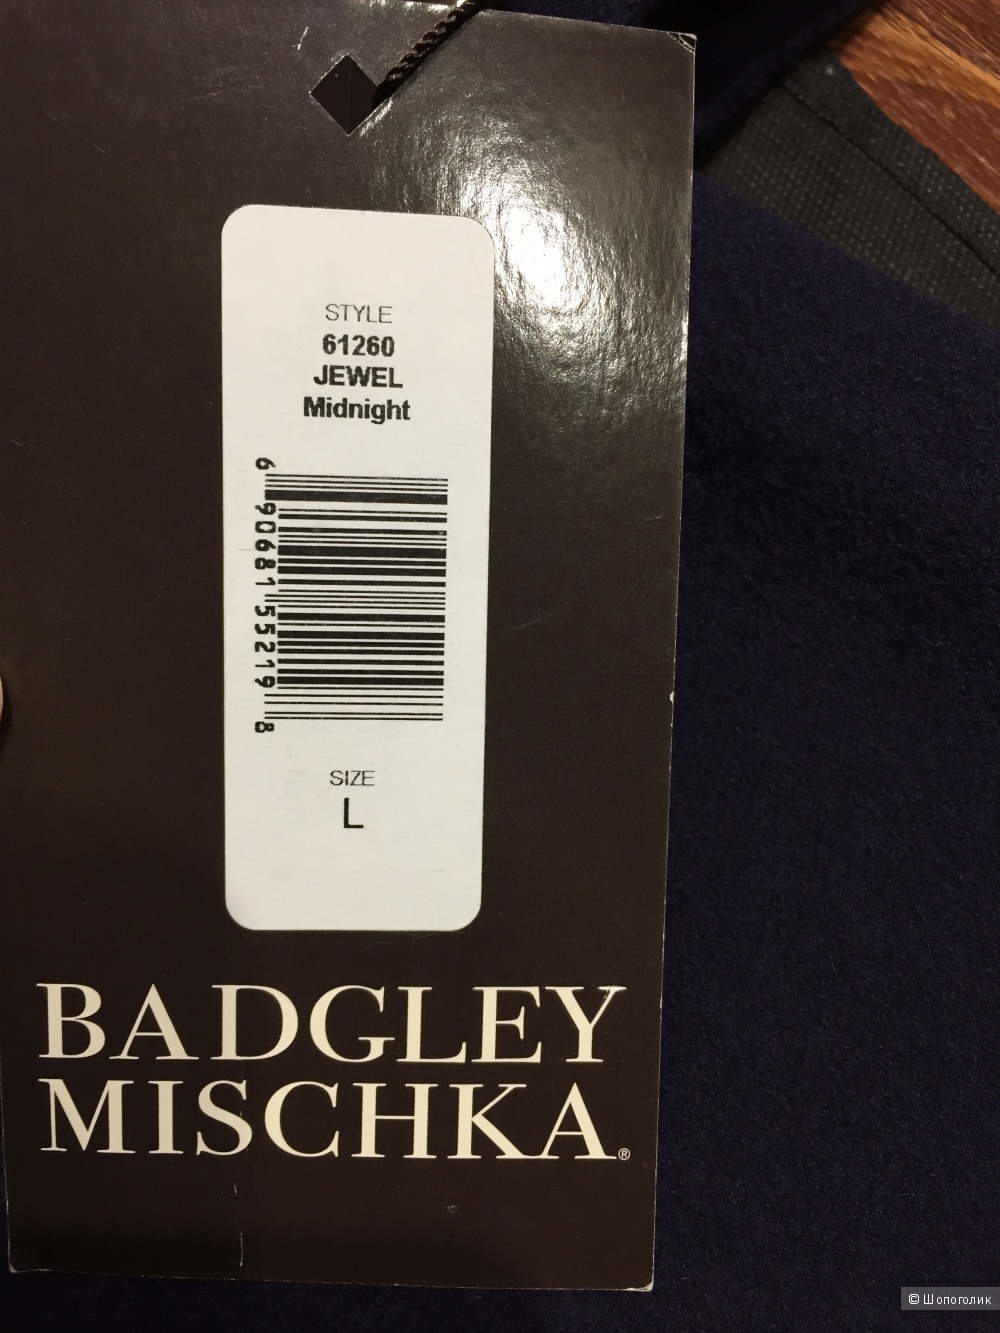 STYLE
61260
JEWEL
Midnight
6 90681 55219 8
SIZE
L
BADGLEY
MISCHKA®
© Шопоголик